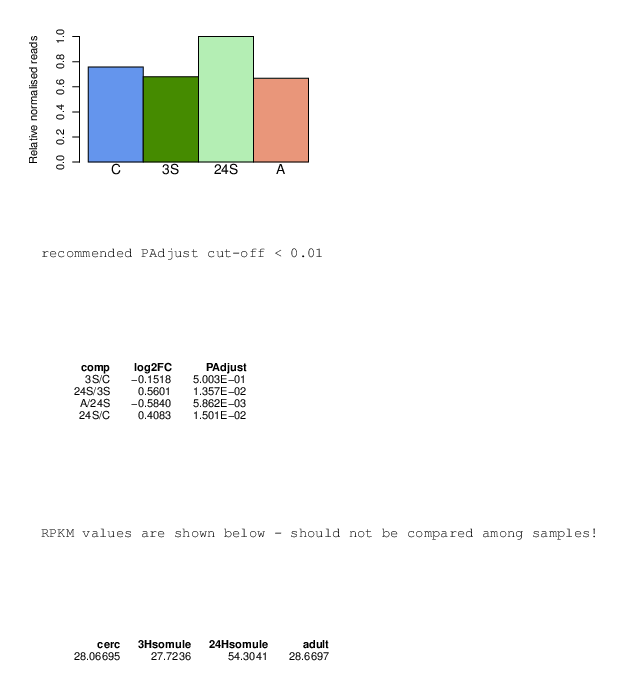 Relative normalised reads
1.0
0.8
0.6
0.4
0.2
0.0
C 3S 24S A
recommended PAdjust cut-off < 0.01
comp log2FC PAdjust
3S/C −0.1518 5.003E−01
24S/3S 0.5601 1.357E−02
A/24S −0.5840 5.862E−03
24S/C 0.4083 1.501E−02
RPKM values are shown below - should not be compared among samples!
cerc 3Hsomule 24Hsomule adult
28.06695 27.7236 54.3041 28.6697